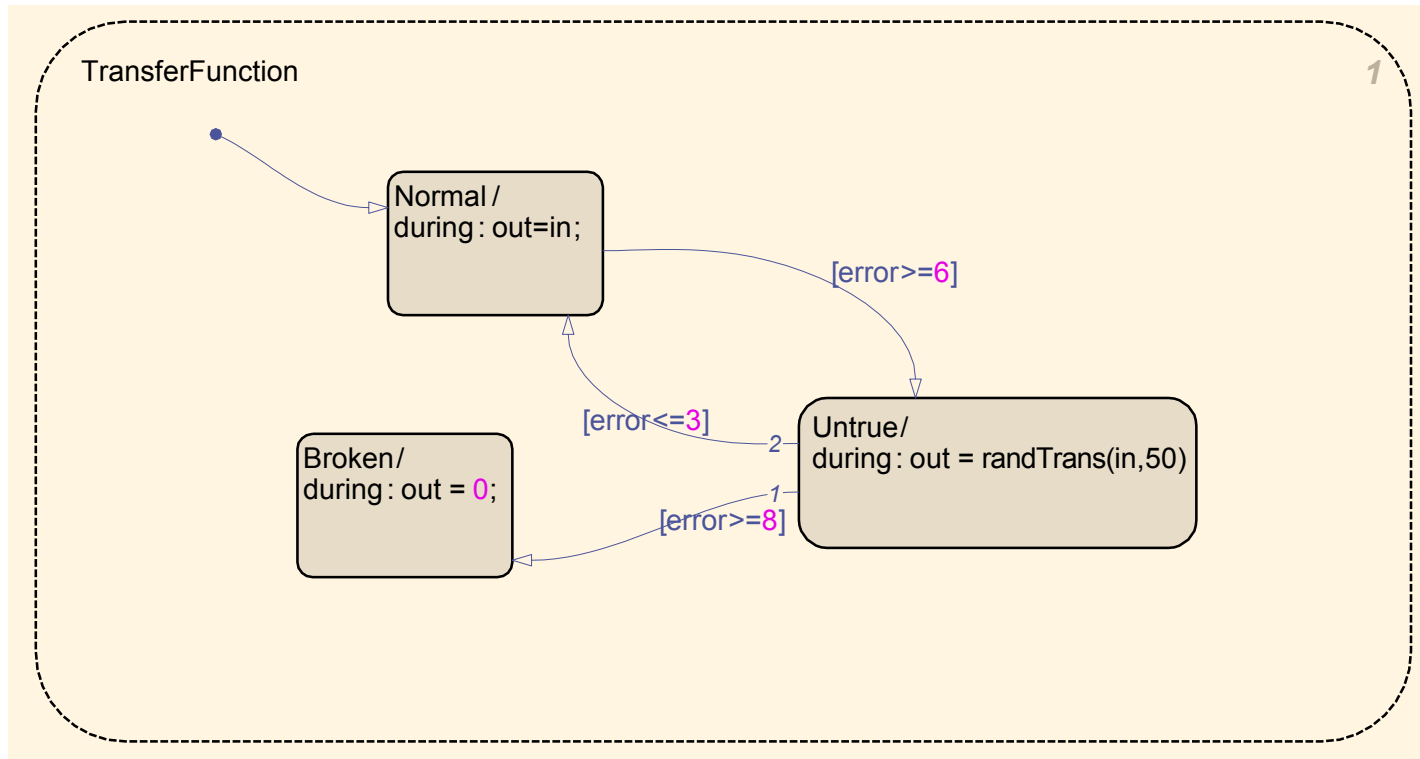 TransferFunction
1
Normal /
during : out=in;
[error>=6]
[error<=3]
2
Untrue/
during : out = randTrans(in,50)
Broken/
during : out = 0;
1
[error>=8]